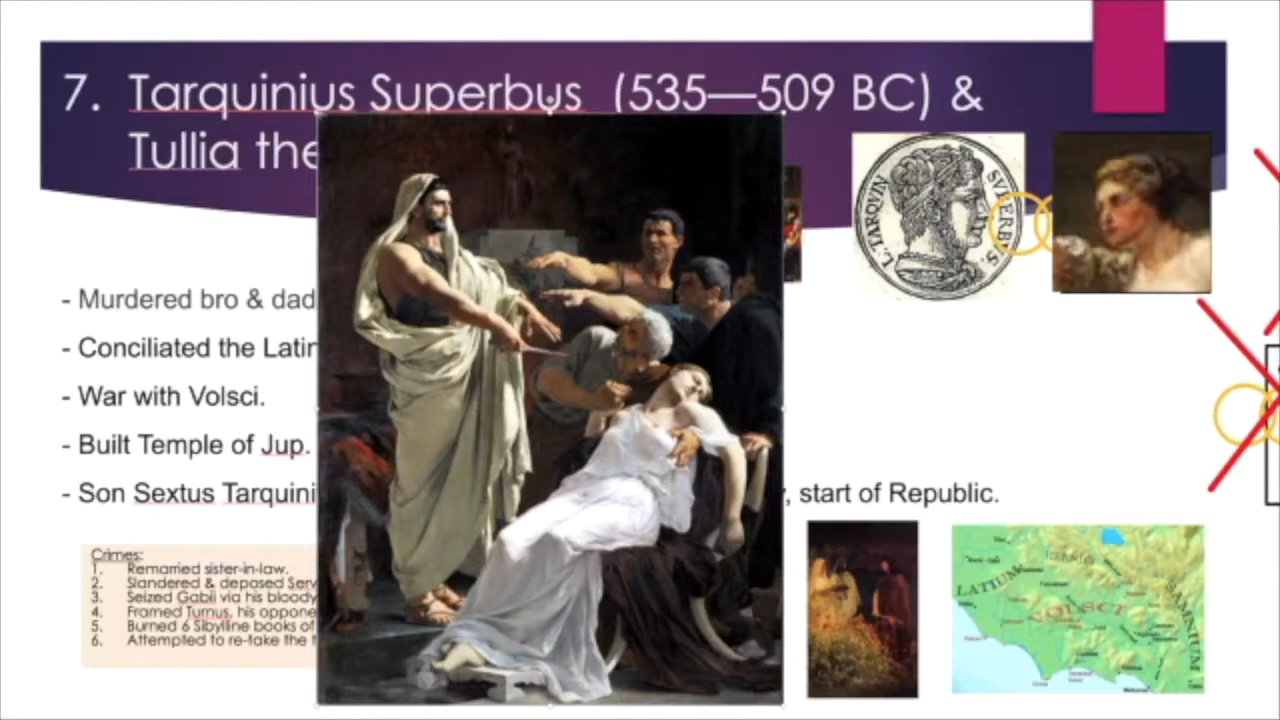 7. Tarquinius Superbus (535—509 BC) &
Tullia the
L. TARQVIN SVPERBVS.
- Murdered bro & dad
- Conciliated the Latin
- War with Volsci.
- Built Temple of Jup.
- Son Sextus Tarquini , start of Republic.
Crimes:
1. Remarried sister-in-law.
2. Slandered & deposed Serv
3. Seized Gabii via his bloody
4. Framed Turnus, his oppone
5. Burned 6 Sibylline books of
6. Attempted to re-take the
LATIUM
VOLSCI
SAMNIUM